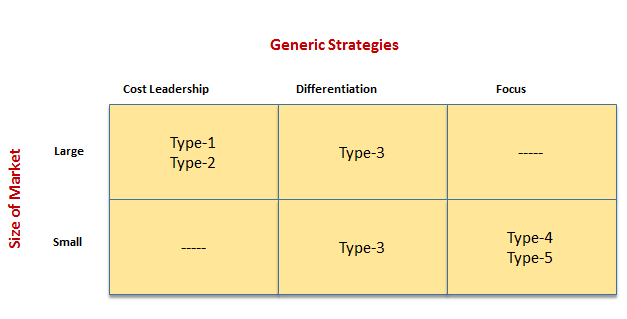 Generic Strategies
Cost Leadership Differentiation Focus
Size of Market
Large
Type-1
Type-2
Type-3
-----
Small
-----
Type-3
Type-4
Type-5